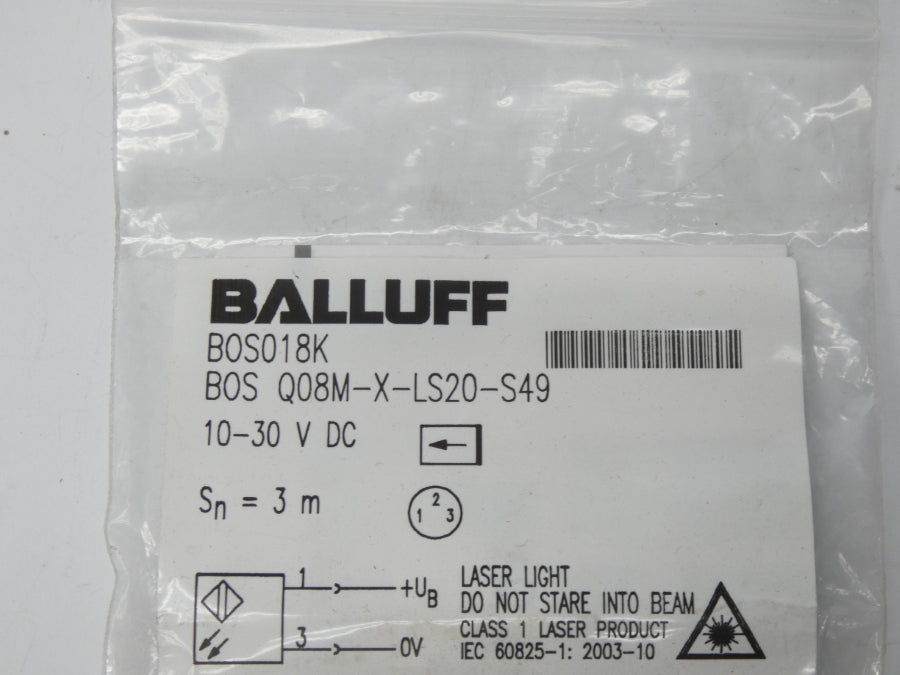 BALLUFF
BOS018K
BOS Q08M-X-LS20-S49
10-30 V DC
Sn = 3 m
1 2 3
1 +UB
3 0V
LASER LIGHT
DO NOT STARE INTO BEAM
CLASS 1 LASER PRODUCT
IEC 60825-1: 2003-10